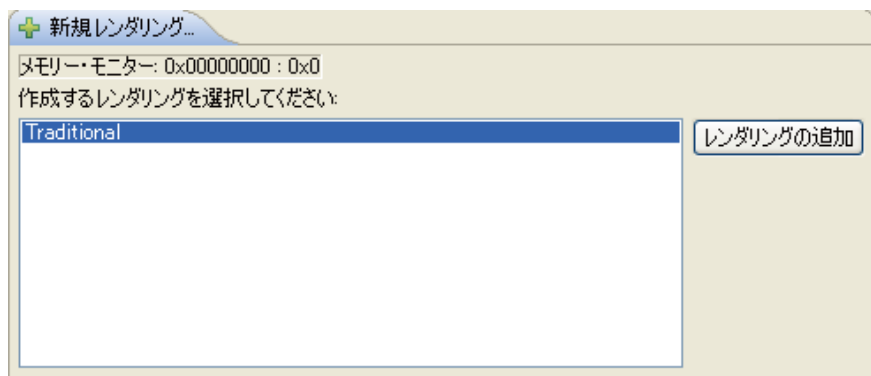 新規レンダリング...
メモリー・モニター: 0x00000000 : 0x0
作成するレンダリングを選択してください:
Traditional
レンダリングの追加